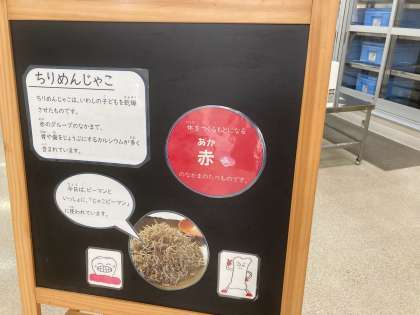 ちりめんじゃこ
ちりめんじゃこは、いわしの子どもを乾燥
させたものです。
赤のグループのなかまで、
骨や歯をじょうぶにするカルシウムが多く
含まれています。
体をつくるもとになる
あか
赤
のなかまのたべものです。
今日は、ピーマンと
いっしょに、「じゃこピーマン」
に使われています。